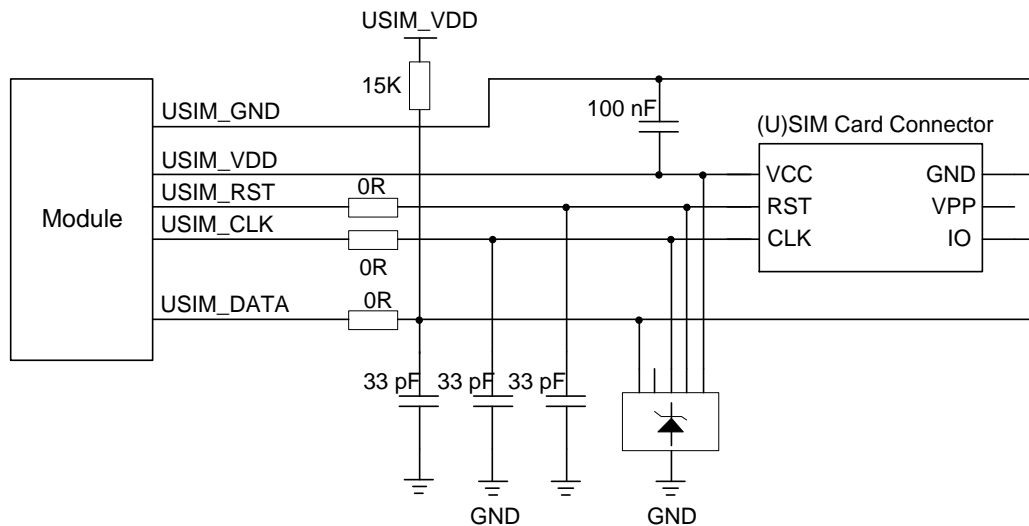 USIM_VDD
15K
USIM_GND
100 nF
(U)SIM Card Connector
USIM_VDD
VCC
GND
USIM_RST
0R
RST
VPP
Module
USIM_CLK
CLK
IO
0R
USIM_DATA
0R
33 pF
33 pF
33 pF
GND
GND